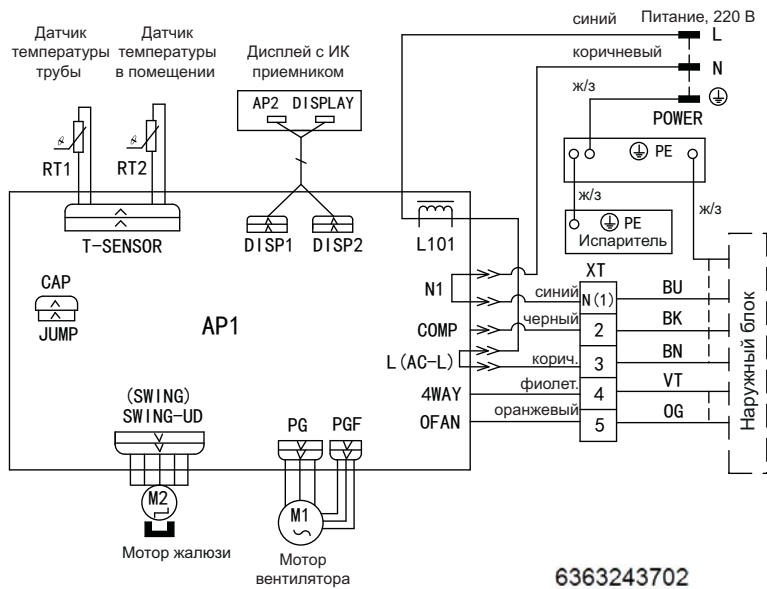 синий
Питание, 220 В
L
коричневый
N
ж/з
POWER
Датчик
температуры
трубы
Датчик
температуры
в помещении
Дисплей с ИК
приемником
AP2 DISPLAY
RT1
RT2
PE
ж/з
ж/з
PE
Испаритель
T-SENSOR
DISP1
DISP2
L101
CAP
JUMP
AP1
N1
COMP
L(AC-L)
4WAY
OFAN
XT
синий
N(1)
BU
черный
2
BK
корич.
3
BN
фиолет.
4
VT
оранжевый
5
OG
Наружный блок
(SWING)
SWING-UD
PG
PGF
M2
M1
Мотор жалюзи
Мотор
вентилятора
6363243702